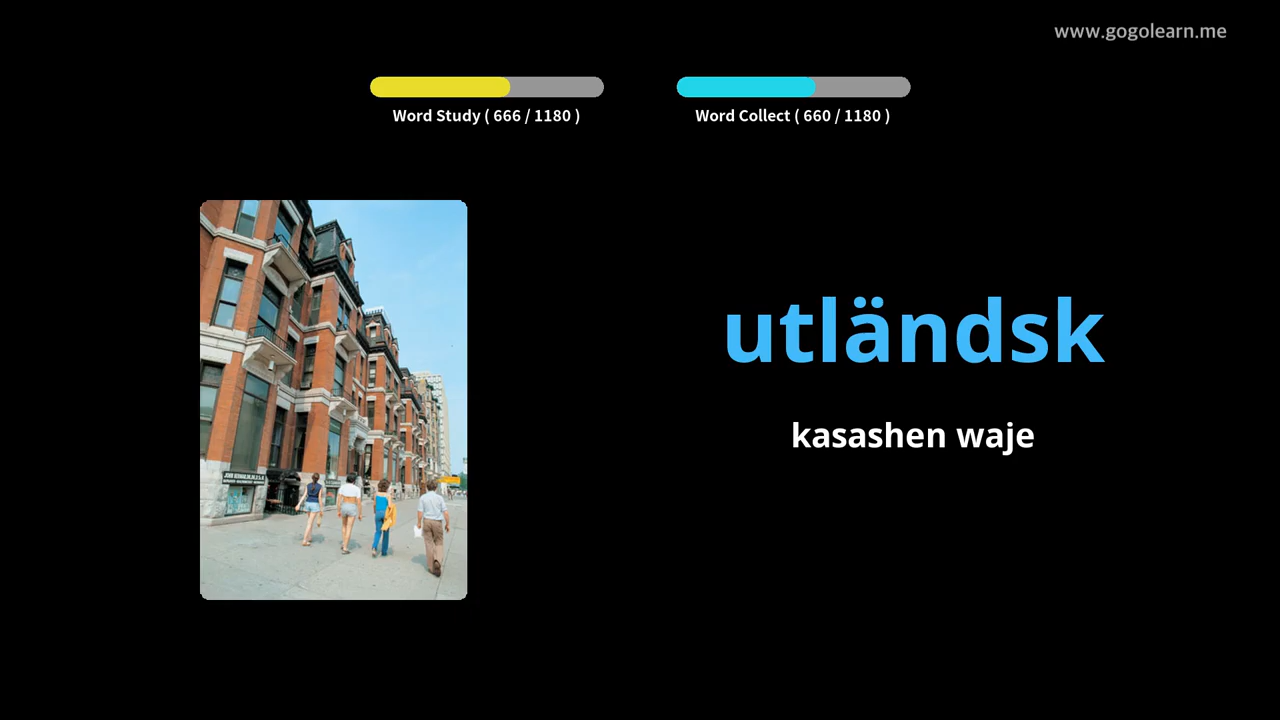 www.gogolearn.me
Word Study ( 666 / 1180 )
Word Collect ( 660 / 1180 )
utländsk
kasashen waje